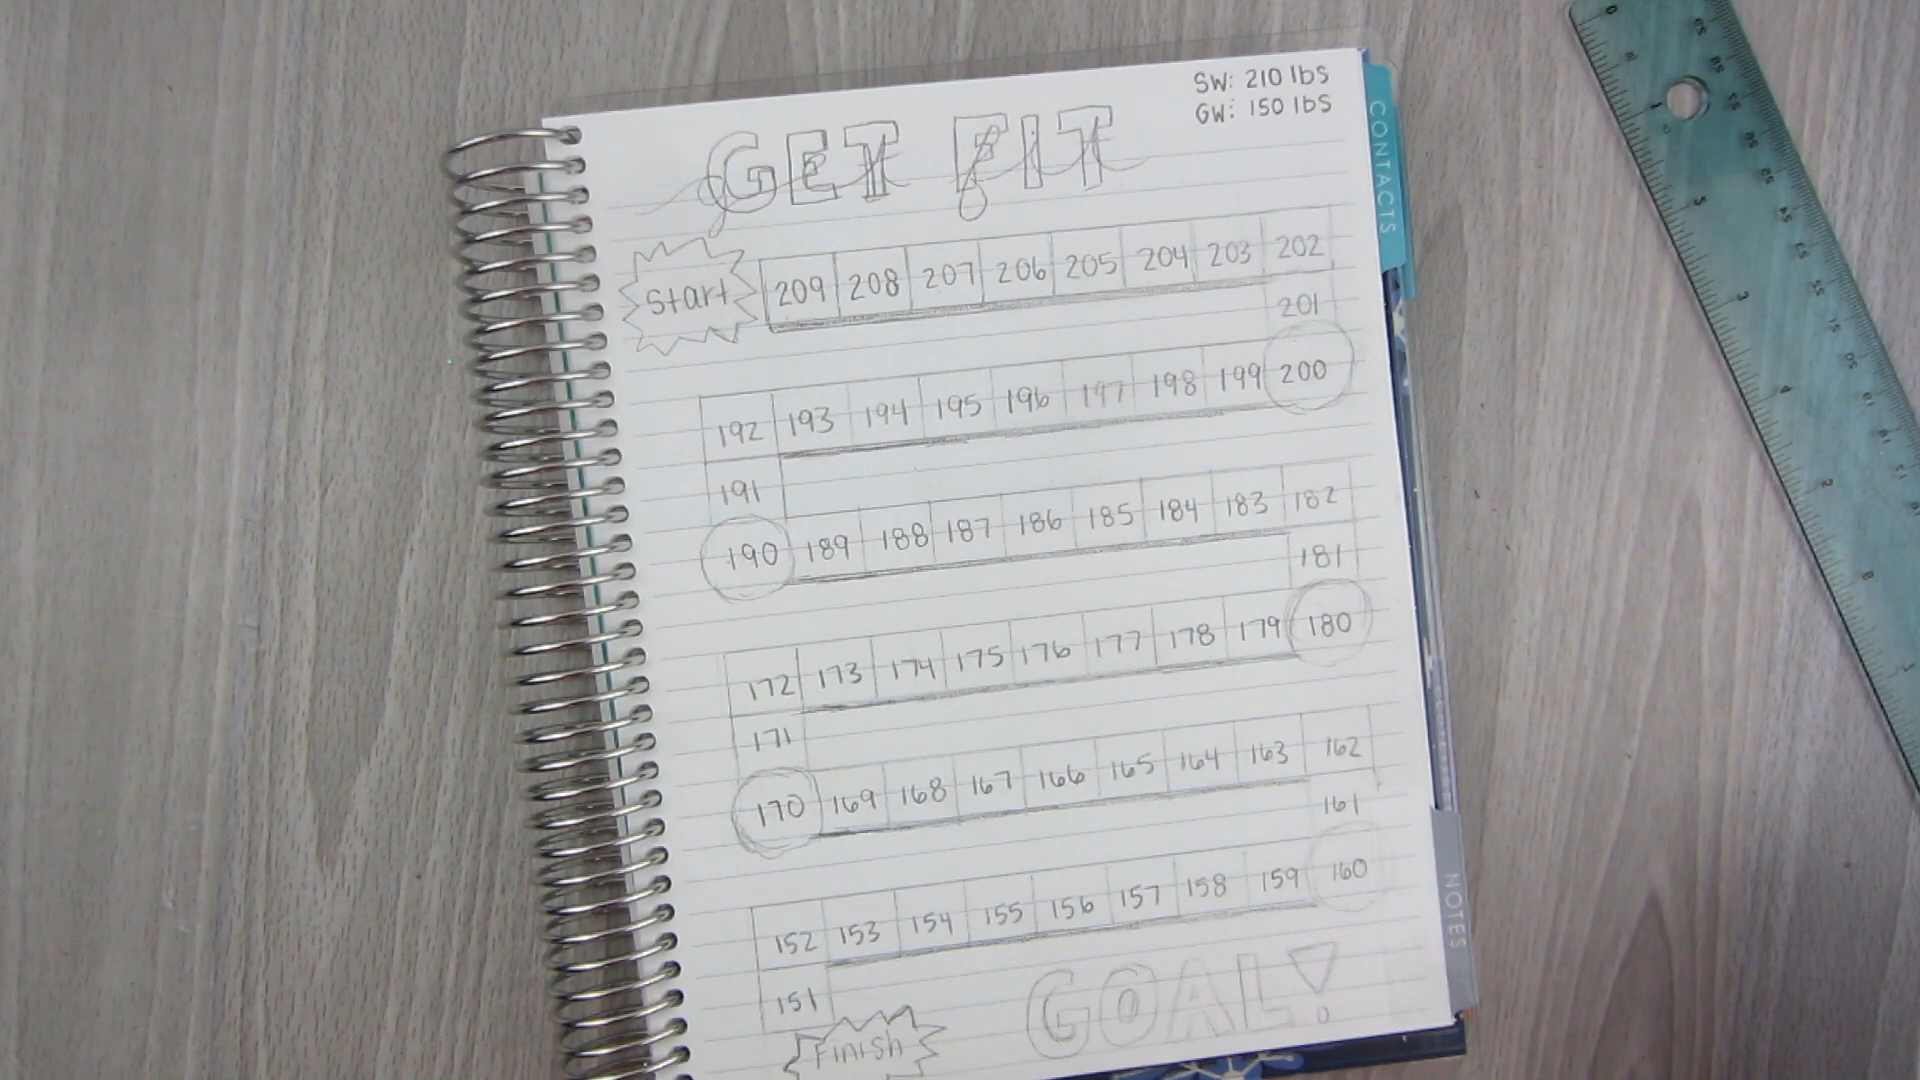 SW: 210 lbs
GW: 150 lbs
GET FIT
Start 209 208 207 206 205 204 203 202
201
192 193 194 195 196 197 198 199 200
191
190 189 188 187 186 185 184 183 182
181
172 173 174 175 176 177 178 179 180
171
170 169 168 167 166 165 164 163 162
161
152 153 154 155 156 157 158 159 160
151
Finish
GOAL!
CONTACTS
NOTES